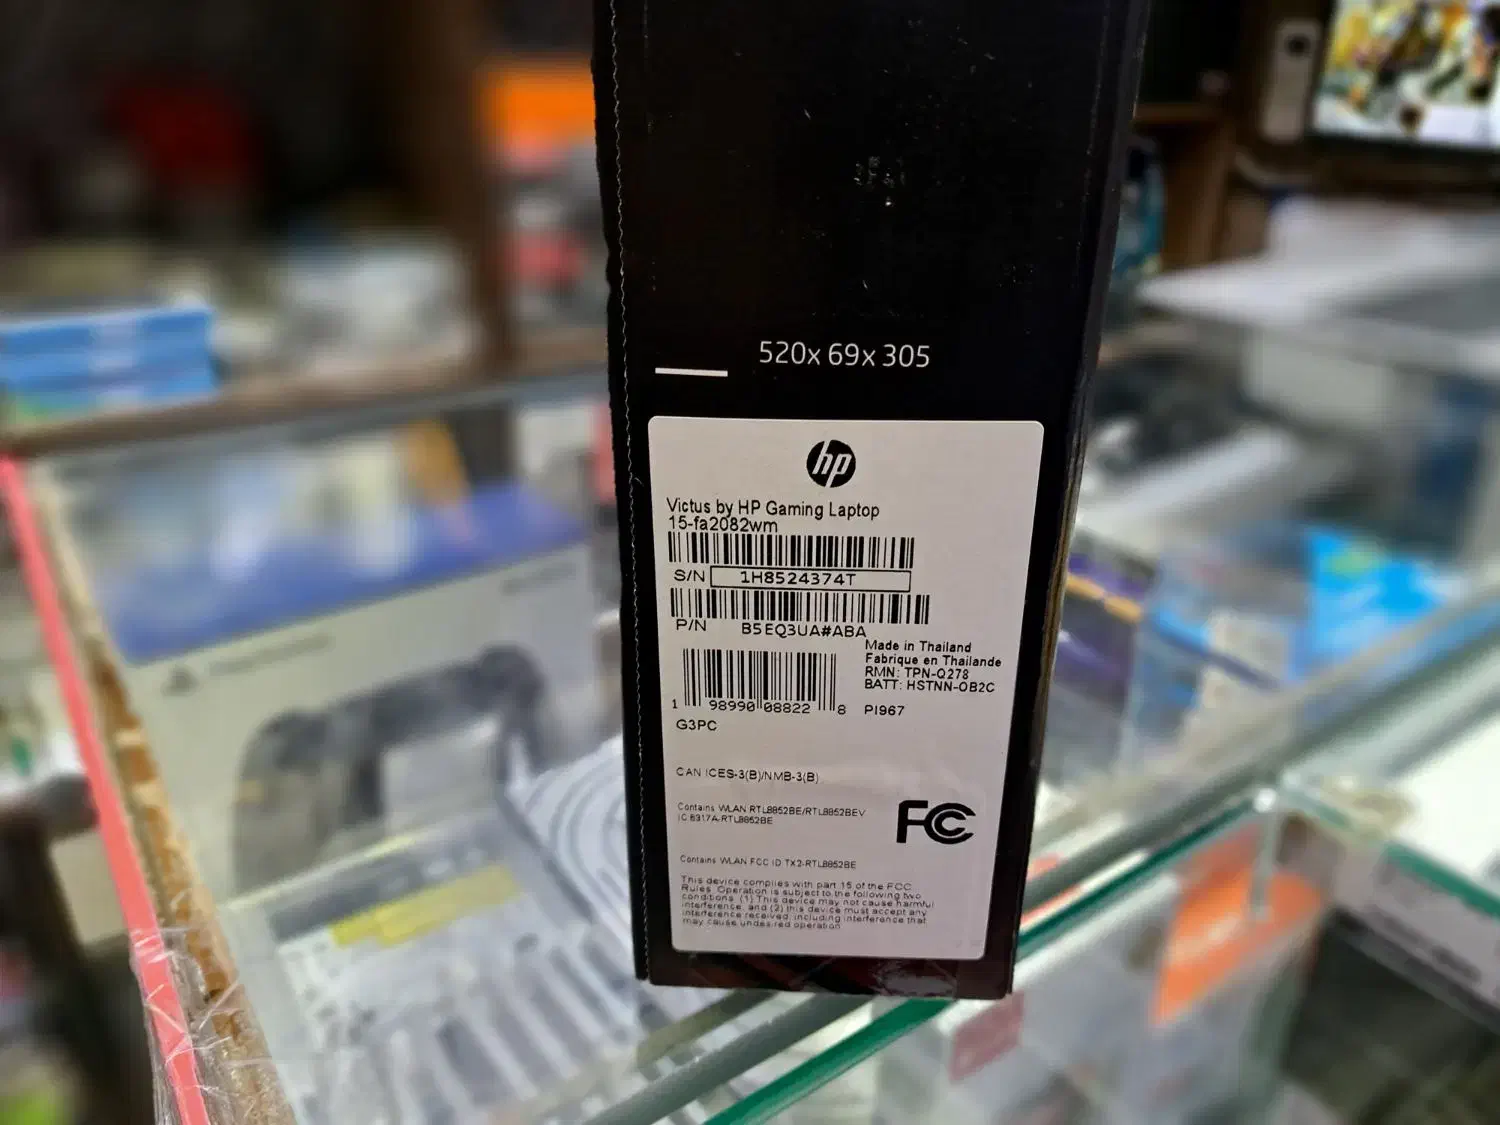 520x 69x 305
hp
Victus by HP Gaming Laptop
15-fa2082wm
S/N 1H8524374T
P/N B5EQ3UA#ABA
Made in Thailand
Fabrique en Thailande
RMN: TPN-Q278
BATT: HSTNN-OB2C
1 98990 08822 8 PI967
G3PC
CAN ICES-3(B)/NMB-3(B)
Contains WLAN RTL8852BE/RTL8852BEV
IC 6317A-RTL8852BE
FC
Contains WLAN FCC ID TX2-RTL8852BE
This device complies with part 15 of the FCC
Rules. Operation is subject to the following two
conditions. (1) This device may not cause harmful
interference, and (2) this device must accept any
interference received, including interference that
may cause undesired operation.